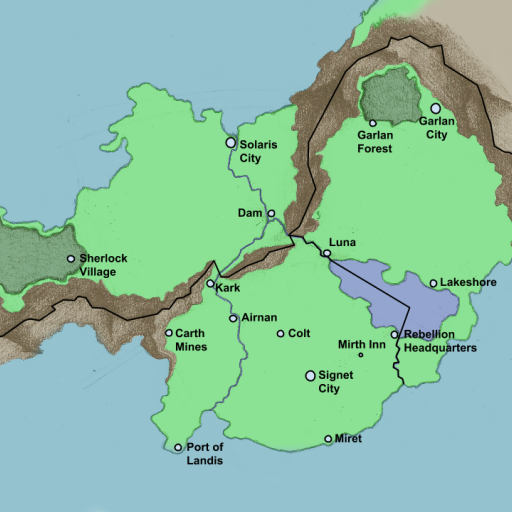 Garlan
City
Garlan
Forest
Solaris
City
Dam
Luna
Sherlock
Village
Lakeshore
Kark
Airnan
Carth
Mines
Colt
Rebellion
Headquarters
Mirth Inn
Signet
City
Miret
Port of
Landis